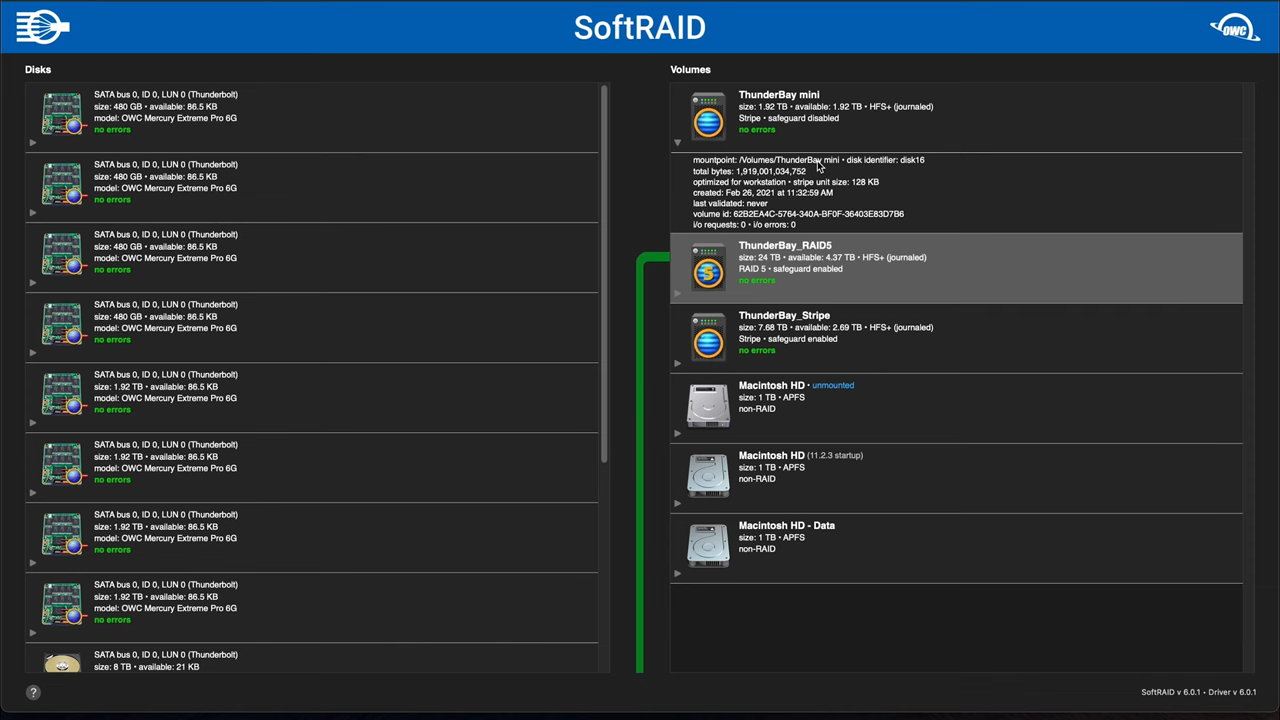 SoftRAID
OWC
Disks
SATA bus 0, ID 0, LUN 0 (Thunderbolt)
size: 480 GB • available: 86.5 KB
model: OWC Mercury Extreme Pro 6G
no errors
SATA bus 0, ID 0, LUN 0 (Thunderbolt)
size: 480 GB • available: 86.5 KB
model: OWC Mercury Extreme Pro 6G
no errors
SATA bus 0, ID 0, LUN 0 (Thunderbolt)
size: 480 GB • available: 86.5 KB
model: OWC Mercury Extreme Pro 6G
no errors
SATA bus 0, ID 0, LUN 0 (Thunderbolt)
size: 480 GB • available: 86.5 KB
model: OWC Mercury Extreme Pro 6G
no errors
SATA bus 0, ID 0, LUN 0 (Thunderbolt)
size: 1.92 TB • available: 86.5 KB
model: OWC Mercury Extreme Pro 6G
no errors
SATA bus 0, ID 0, LUN 0 (Thunderbolt)
size: 1.92 TB • available: 86.5 KB
model: OWC Mercury Extreme Pro 6G
no errors
SATA bus 0, ID 0, LUN 0 (Thunderbolt)
size: 1.92 TB • available: 86.5 KB
model: OWC Mercury Extreme Pro 6G
no errors
SATA bus 0, ID 0, LUN 0 (Thunderbolt)
size: 1.92 TB • available: 86.5 KB
model: OWC Mercury Extreme Pro 6G
no errors
SATA bus 0, ID 0, LUN 0 (Thunderbolt)
size: 8 TB • available: 21 KB
Volumes
ThunderBay mini
size: 1.92 TB • available: 1.92 TB • HFS+ (journaled)
Stripe • safeguard disabled
no errors
mountpoint: /Volumes/ThunderBay mini • disk identifier: disk16
total bytes: 1,919,001,034,752
optimized for workstation • stripe unit size: 128 KB
created: Feb 26, 2021 at 11:32:59 AM
last validated: never
volume id: 62B2EA4C-5764-340A-BF0F-36403E83D7B6
i/o requests: 0 • i/o errors: 0
ThunderBay_RAID5
size: 24 TB • available: 4.37 TB • HFS+ (journaled)
RAID 5 • safeguard enabled
no errors
5
ThunderBay_Stripe
size: 7.68 TB • available: 2.69 TB • HFS+ (journaled)
Stripe • safeguard enabled
no errors
Macintosh HD • unmounted
size: 1 TB • APFS
non-RAID
Macintosh HD (11.2.3 startup)
size: 1 TB • APFS
non-RAID
Macintosh HD - Data
size: 1 TB • APFS
non-RAID
?
SoftRAID v 6.0.1 - Driver v 6.0.1